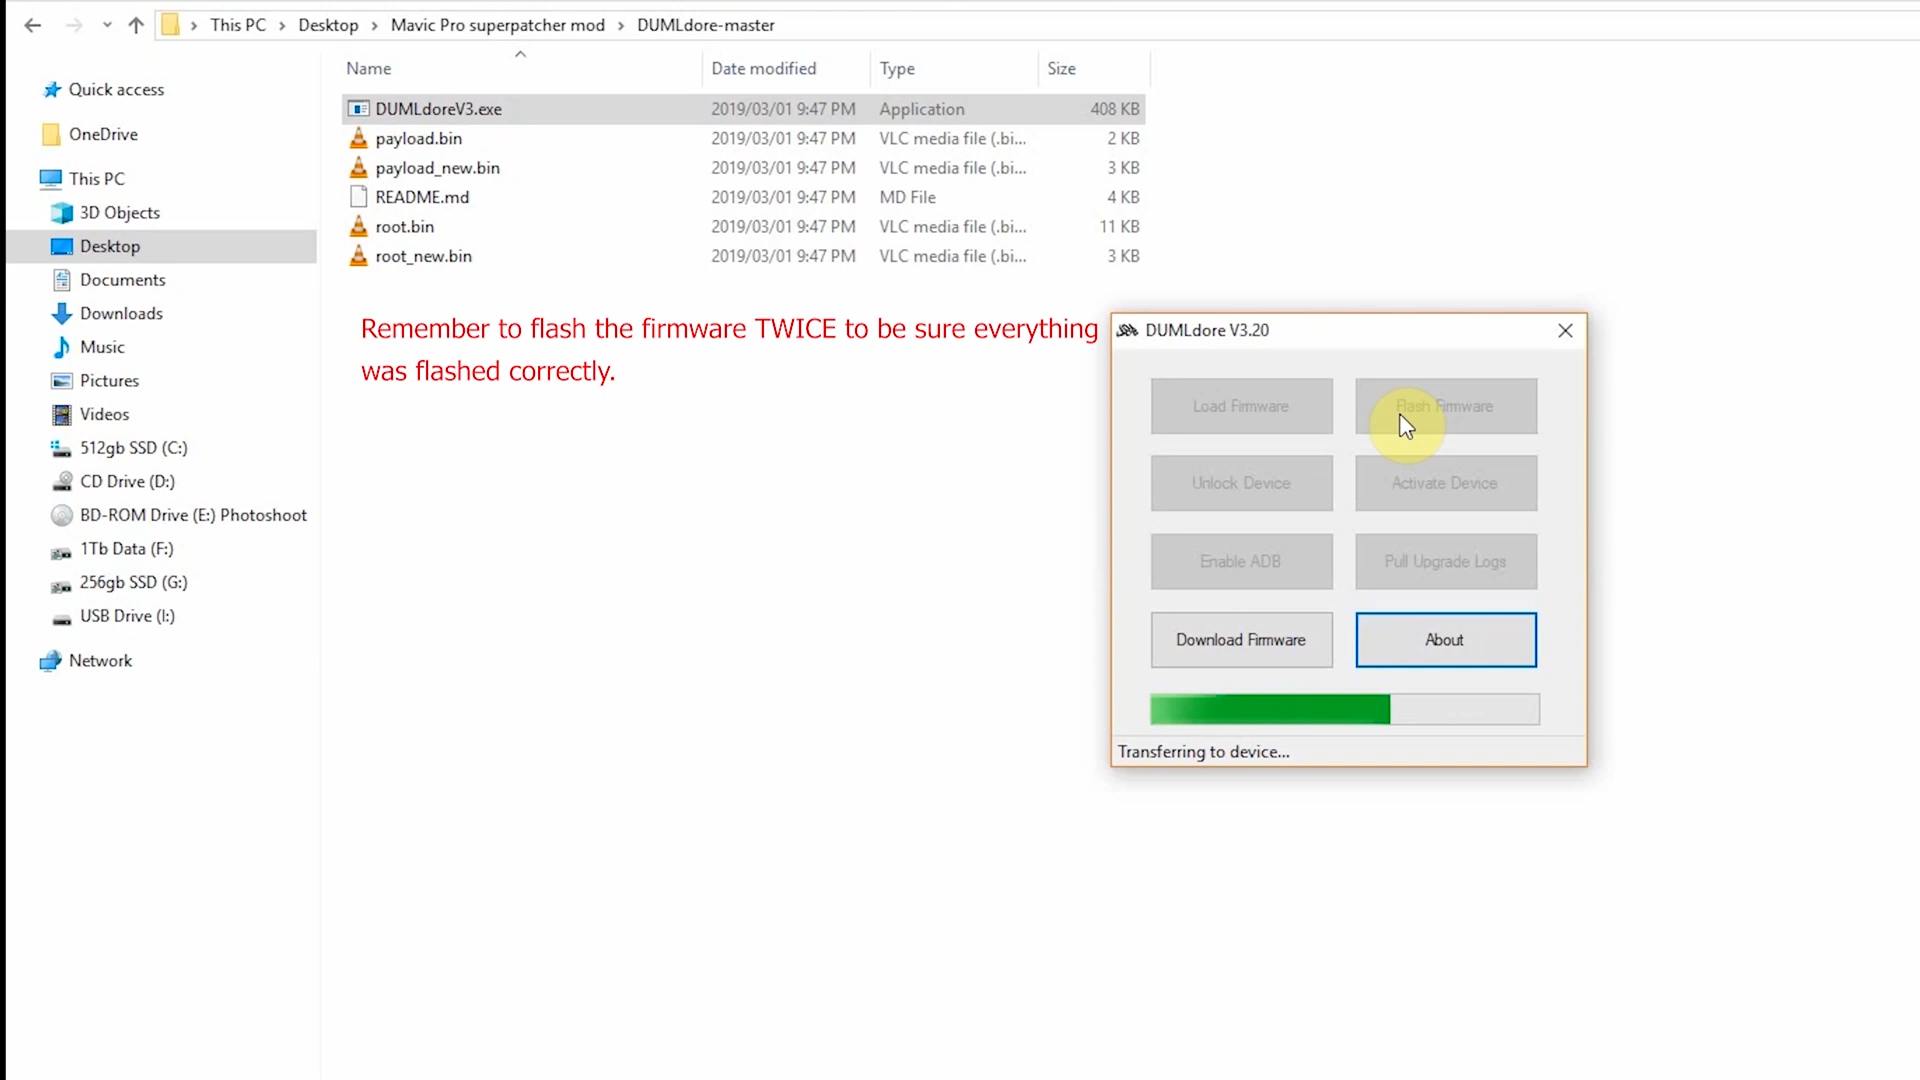 This PC
Desktop
Mavic Pro superpatcher mod
DUMLdore-master
Name
Date modified
Type
Size
Quick access
OneDrive
This PC
3D Objects
Desktop
Documents
Downloads
Music
Pictures
Videos
512gb SSD (C:)
CD Drive (D:)
BD-ROM Drive (E:) Photoshoot
1Tb Data (F:)
256gb SSD (G:)
USB Drive (I:)
Network
DUMLdoreV3.exe 2019/03/01 9:47 PM Application 408 KB
payload.bin 2019/03/01 9:47 PM VLC media file (.bi... 2 KB
payload_new.bin 2019/03/01 9:47 PM VLC media file (.bi... 3 KB
README.md 2019/03/01 9:47 PM MD File 4 KB
root.bin 2019/03/01 9:47 PM VLC media file (.bi... 11 KB
root_new.bin 2019/03/01 9:47 PM VLC media file (.bi... 3 KB
Remember to flash the firmware TWICE to be sure everything
was flashed correctly.
DUMLdore V3.20
Load Firmware
Flash Firmware
Unlock Device
Activate Device
Enable ADB
Pull Upgrade Logs
Download Firmware
About
Transferring to device...